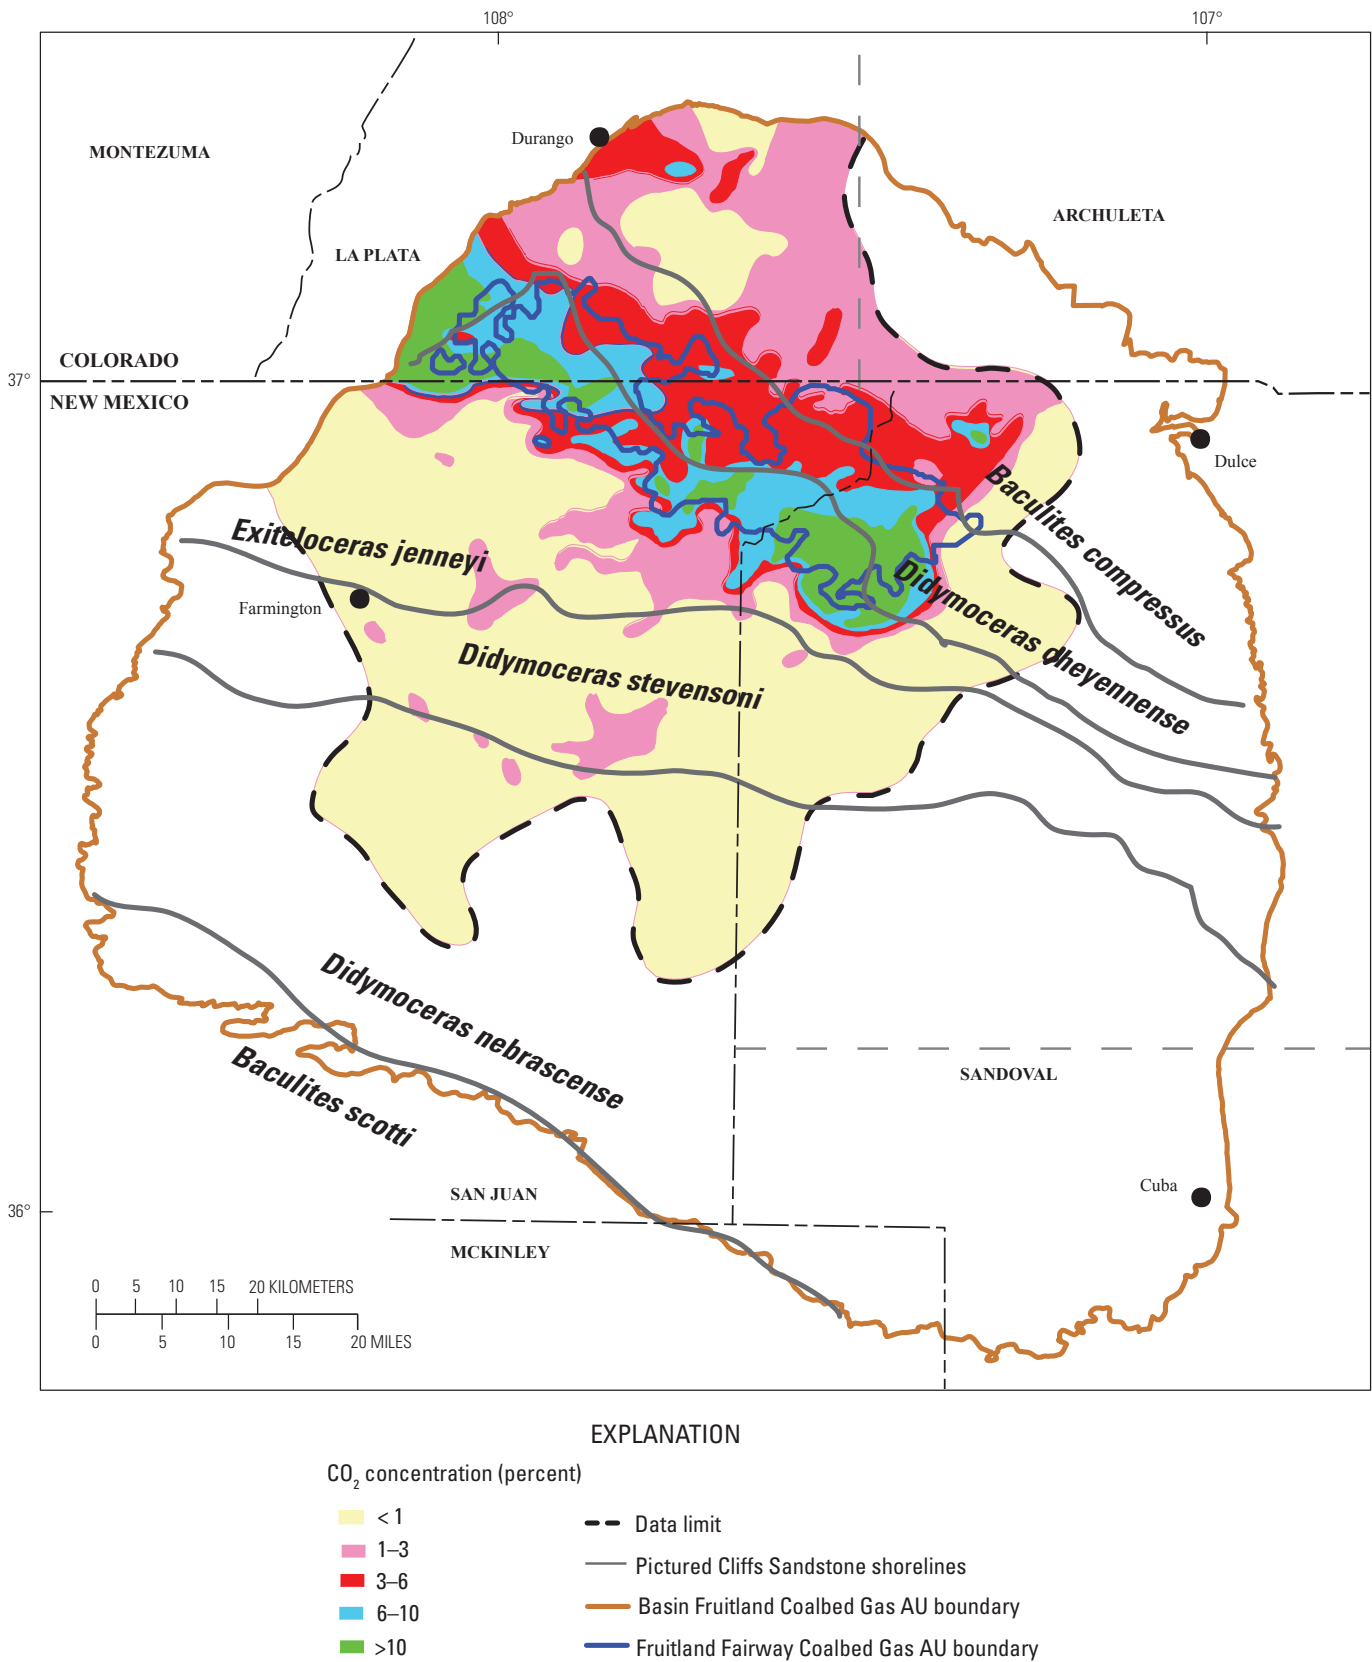 108°
107°
Durango
MONTEZUMA
ARCHULETA
LA PLATA
COLORADO
37°
NEW MEXICO
Dulce
Baculites compressus
Exiteloceras jenneyi
Didymoceras cheyennense
Farmington
Didymoceras stevensoni
Didymoceras nebrascense
Baculites scotti
SANDOVAL
Cuba
SAN JUAN
36°
MCKINLEY
0 5 10 15 20 KILOMETERS
0 5 10 15 20 MILES
EXPLANATION
CO2 concentration (percent)
< 1
1–3
3–6
6–10
>10
Data limit
Pictured Cliffs Sandstone shorelines
Basin Fruitland Coalbed Gas AU boundary
Fruitland Fairway Coalbed Gas AU boundary